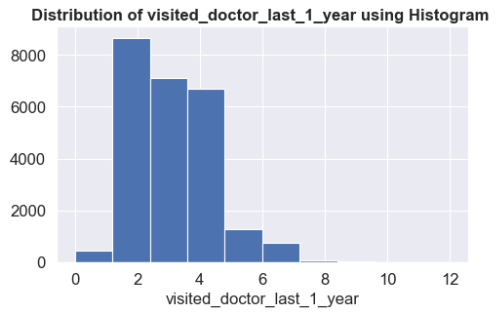 Distribution of visited_doctor_last_1_year using Histogram
8000
6000
4000
2000
0
0 2 4 6 8 10 12
visited_doctor_last_1_year